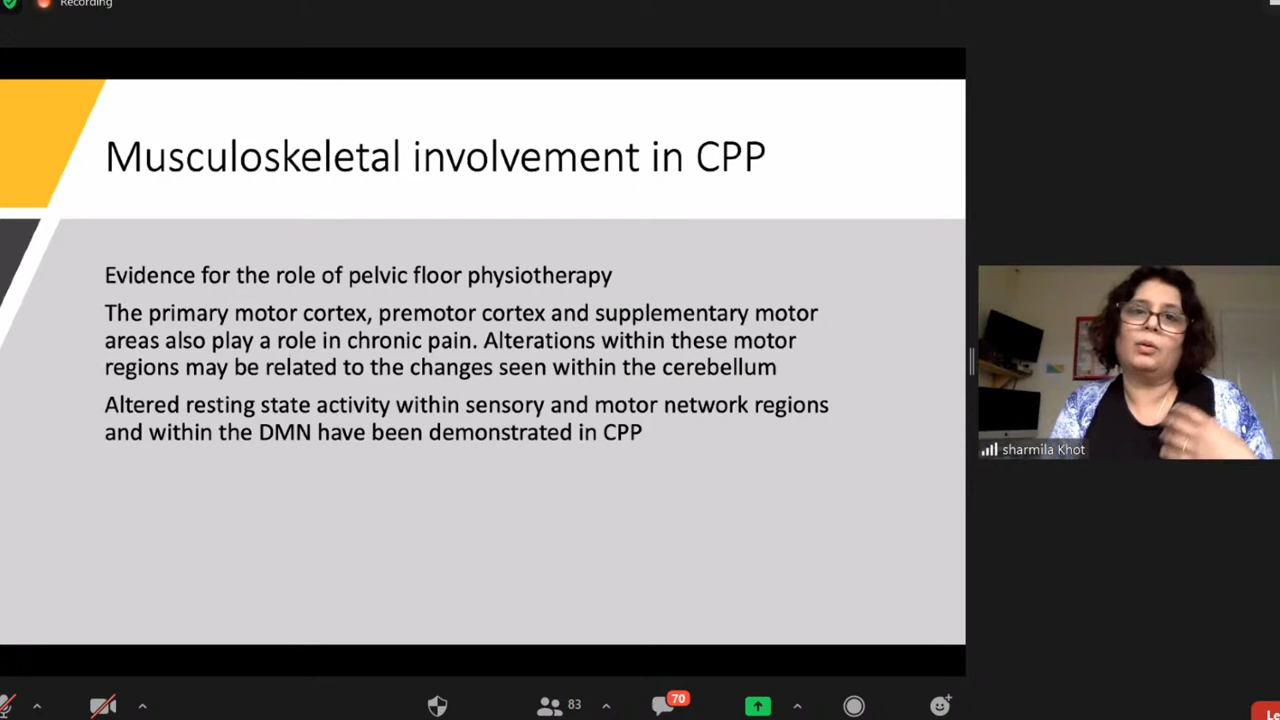 Recording
Musculoskeletal involvement in CPP
Evidence for the role of pelvic floor physiotherapy
The primary motor cortex, premotor cortex and supplementary motor
areas also play a role in chronic pain. Alterations within these motor
regions may be related to the changes seen within the cerebellum
Altered resting state activity within sensory and motor network regions
and within the DMN have been demonstrated in CPP
sharmila Khot
83
70